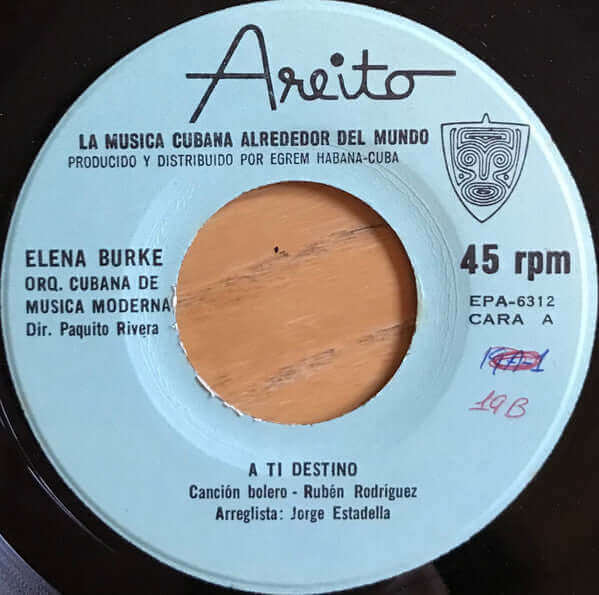 Areito
LA MUSICA CUBANA ALREDEDOR DEL MUNDO
PRODUCIDO Y DISTRIBUIDO POR EGREM HABANA-CUBA
ELENA BURKE
ORQ. CUBANA DE
MUSICA MODERNA
Dir. Paquito Rivera
45 rpm
EPA-6312
CARA A
19B
A TI DESTINO
Canción bolero - Rubén Rodríguez
Arreglista: Jorge Estadella